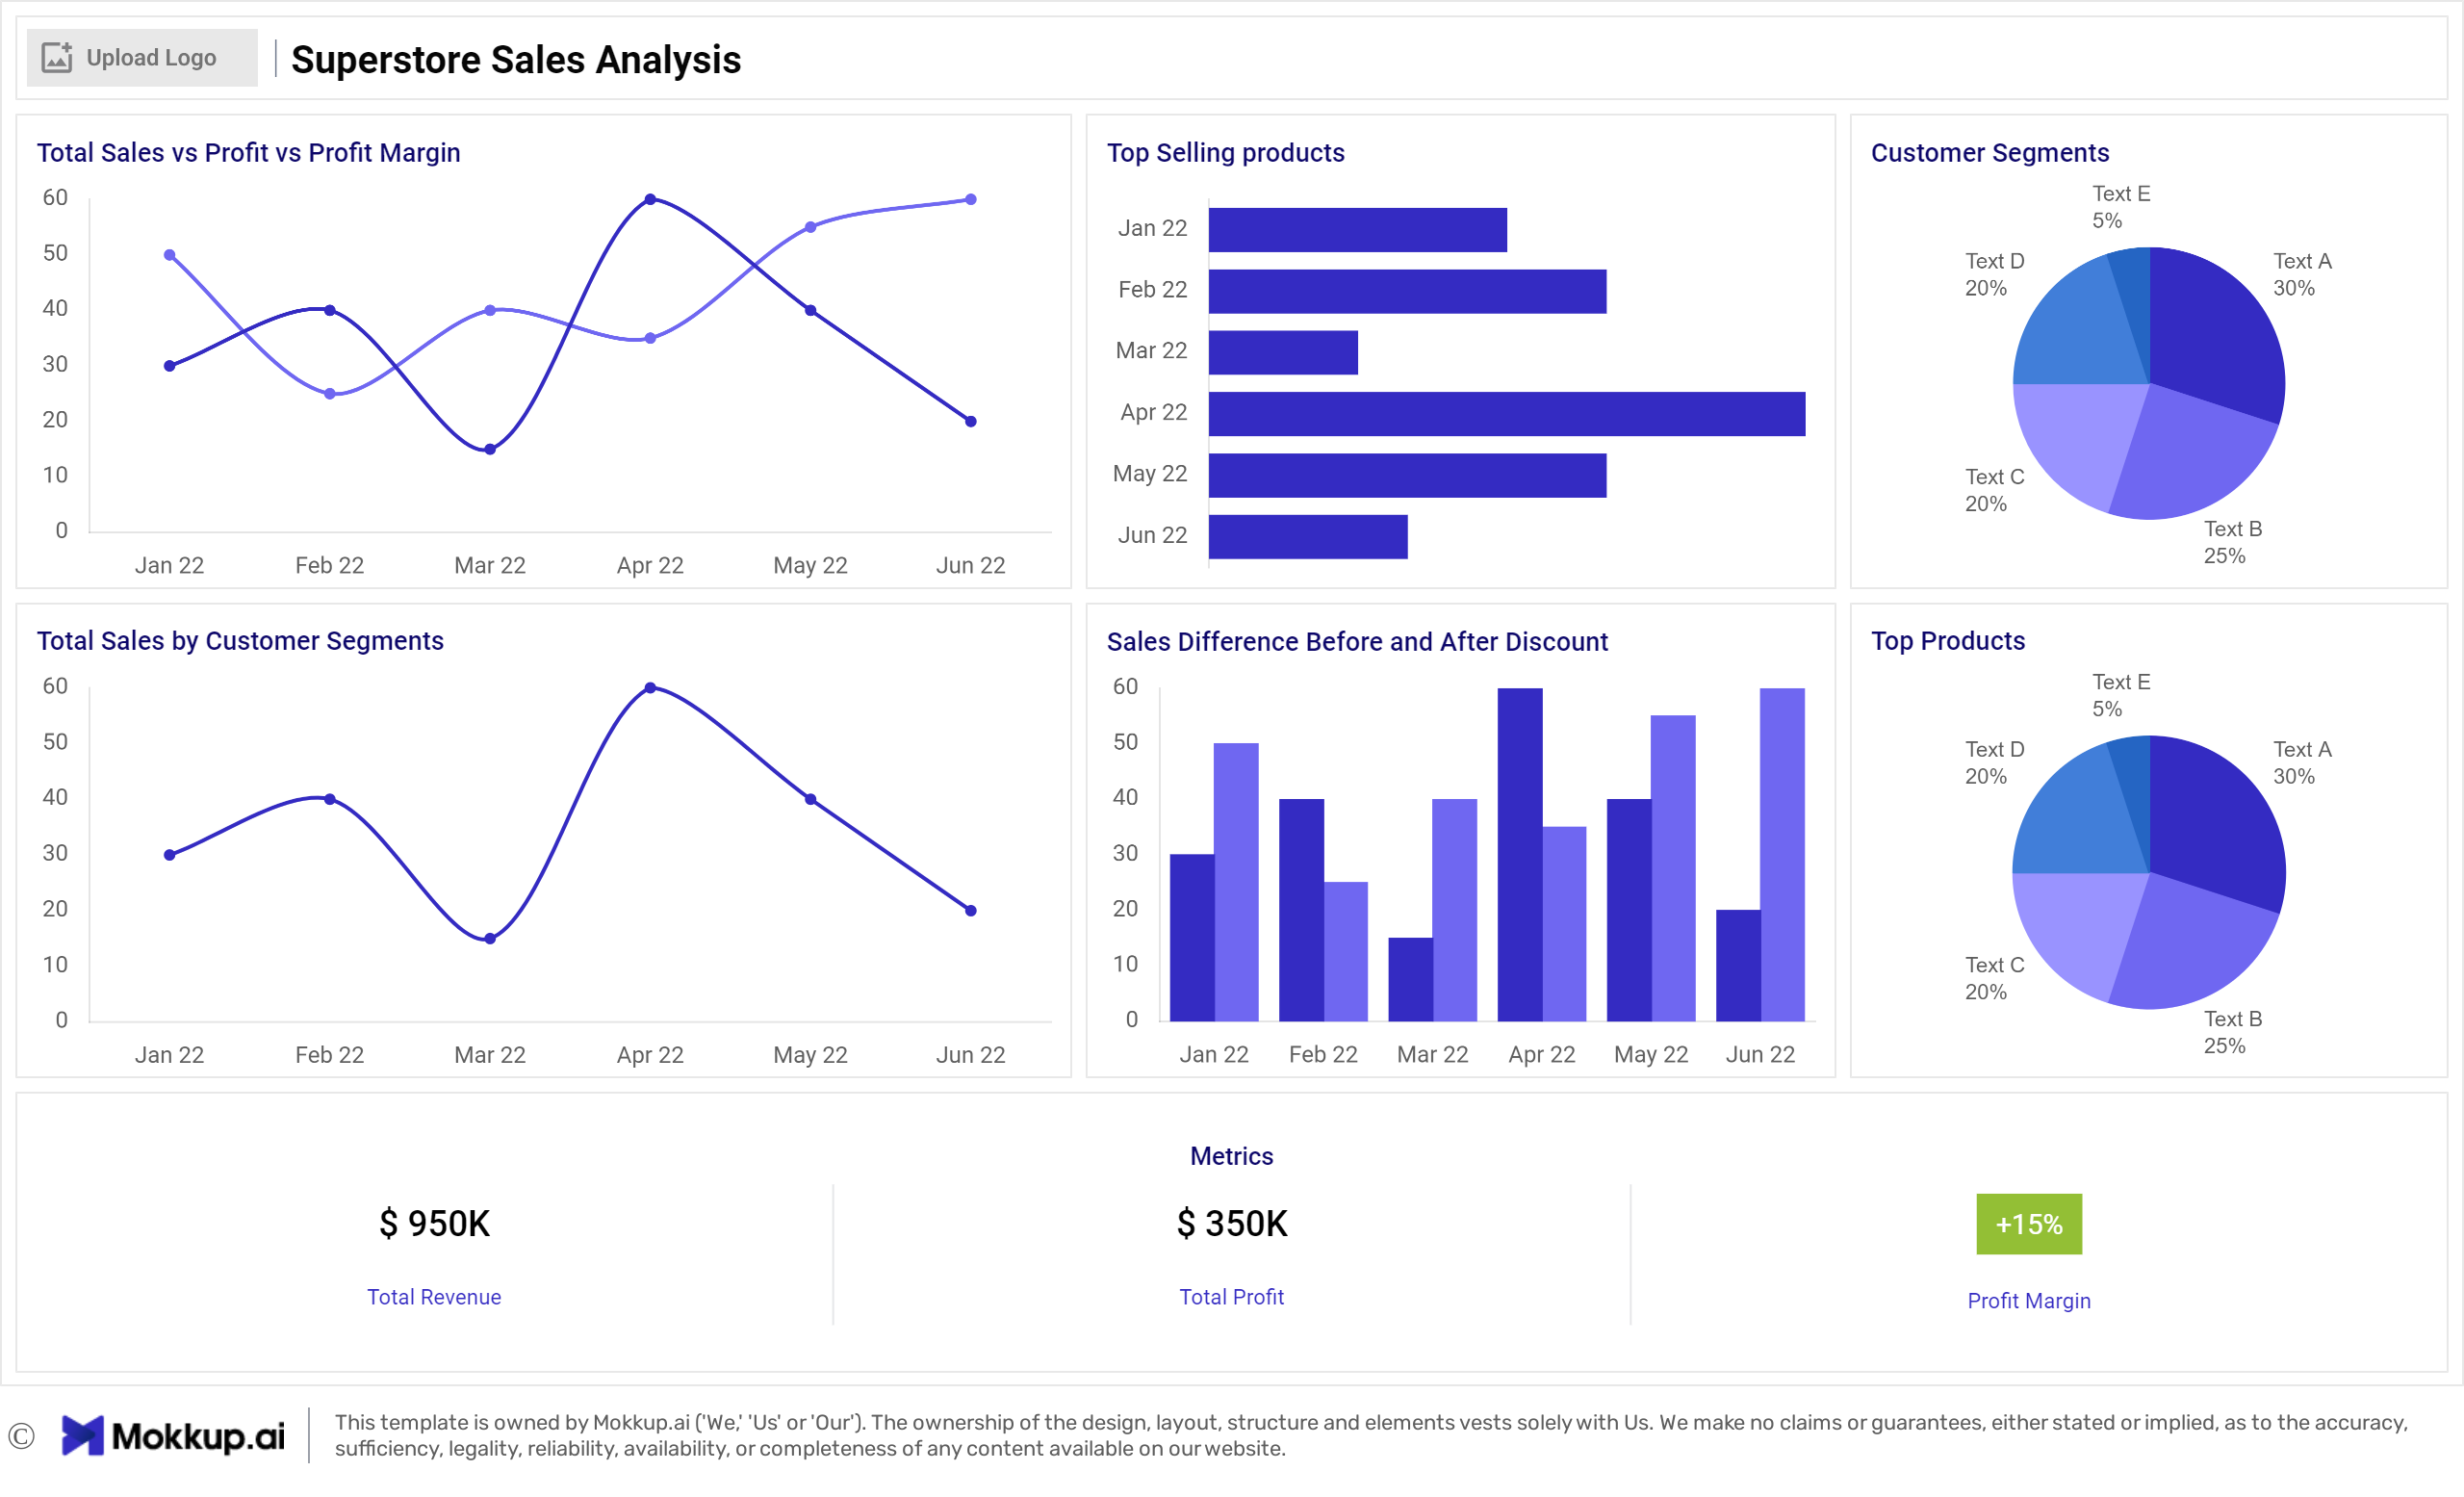 Upload Logo
Superstore Sales Analysis
Total Sales vs Profit vs Profit Margin
60
50
40
30
20
10
0
Jan 22 Feb 22 Mar 22 Apr 22 May 22 Jun 22
Top Selling products
Jan 22
Feb 22
Mar 22
Apr 22
May 22
Jun 22
Customer Segments
Text E
5%
Text D
20%
Text A
30%
Text C
20%
Text B
25%
Total Sales by Customer Segments
60
50
40
30
20
10
0
Jan 22 Feb 22 Mar 22 Apr 22 May 22 Jun 22
Sales Difference Before and After Discount
60
50
40
30
20
10
0
Jan 22 Feb 22 Mar 22 Apr 22 May 22 Jun 22
Top Products
Text E
5%
Text D
20%
Text A
30%
Text C
20%
Text B
25%
Metrics
$ 950K
Total Revenue
$ 350K
Total Profit
+15%
Profit Margin
© Mokkup.ai
This template is owned by Mokkup.ai ('We,' 'Us' or 'Our'). The ownership of the design, layout, structure and elements vests solely with Us. We make no claims or guarantees, either stated or implied, as to the accuracy,
sufficiency, legality, reliability, availability, or completeness of any content available on our website.